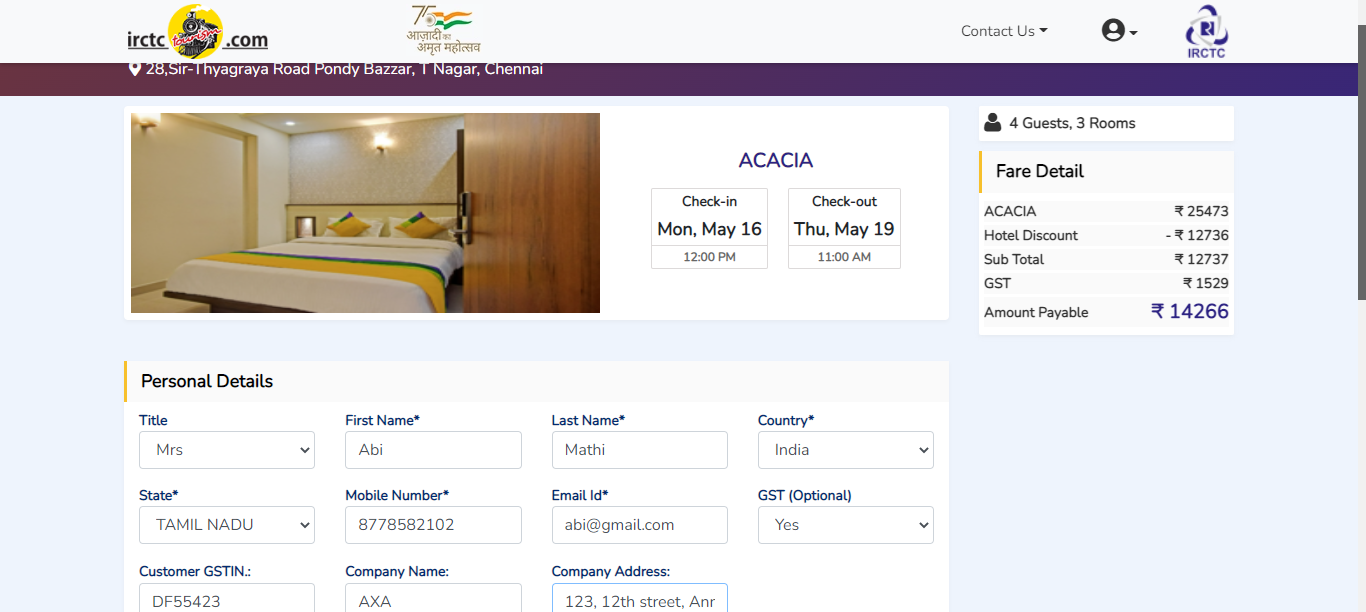 irctc tourism .com
75
आज़ादी का
अमृत महोत्सव
Contact Us
IRCTC
28,Sir-Thyagraya Road Pondy Bazzar, T Nagar, Chennai
ACACIA
Check-in
Mon, May 16
12:00 PM
Check-out
Thu, May 19
11:00 AM
4 Guests, 3 Rooms
Fare Detail
ACACIA ₹ 25473
Hotel Discount - ₹ 12736
Sub Total ₹ 12737
GST ₹ 1529
Amount Payable ₹ 14266
Personal Details
Title First Name* Last Name* Country*
Mrs Abi Mathi India
State* Mobile Number* Email Id* GST (Optional)
TAMIL NADU 8778582102 abi@gmail.com Yes
Customer GSTIN.: Company Name: Company Address:
DF55423 AXA 123, 12th street, Anr